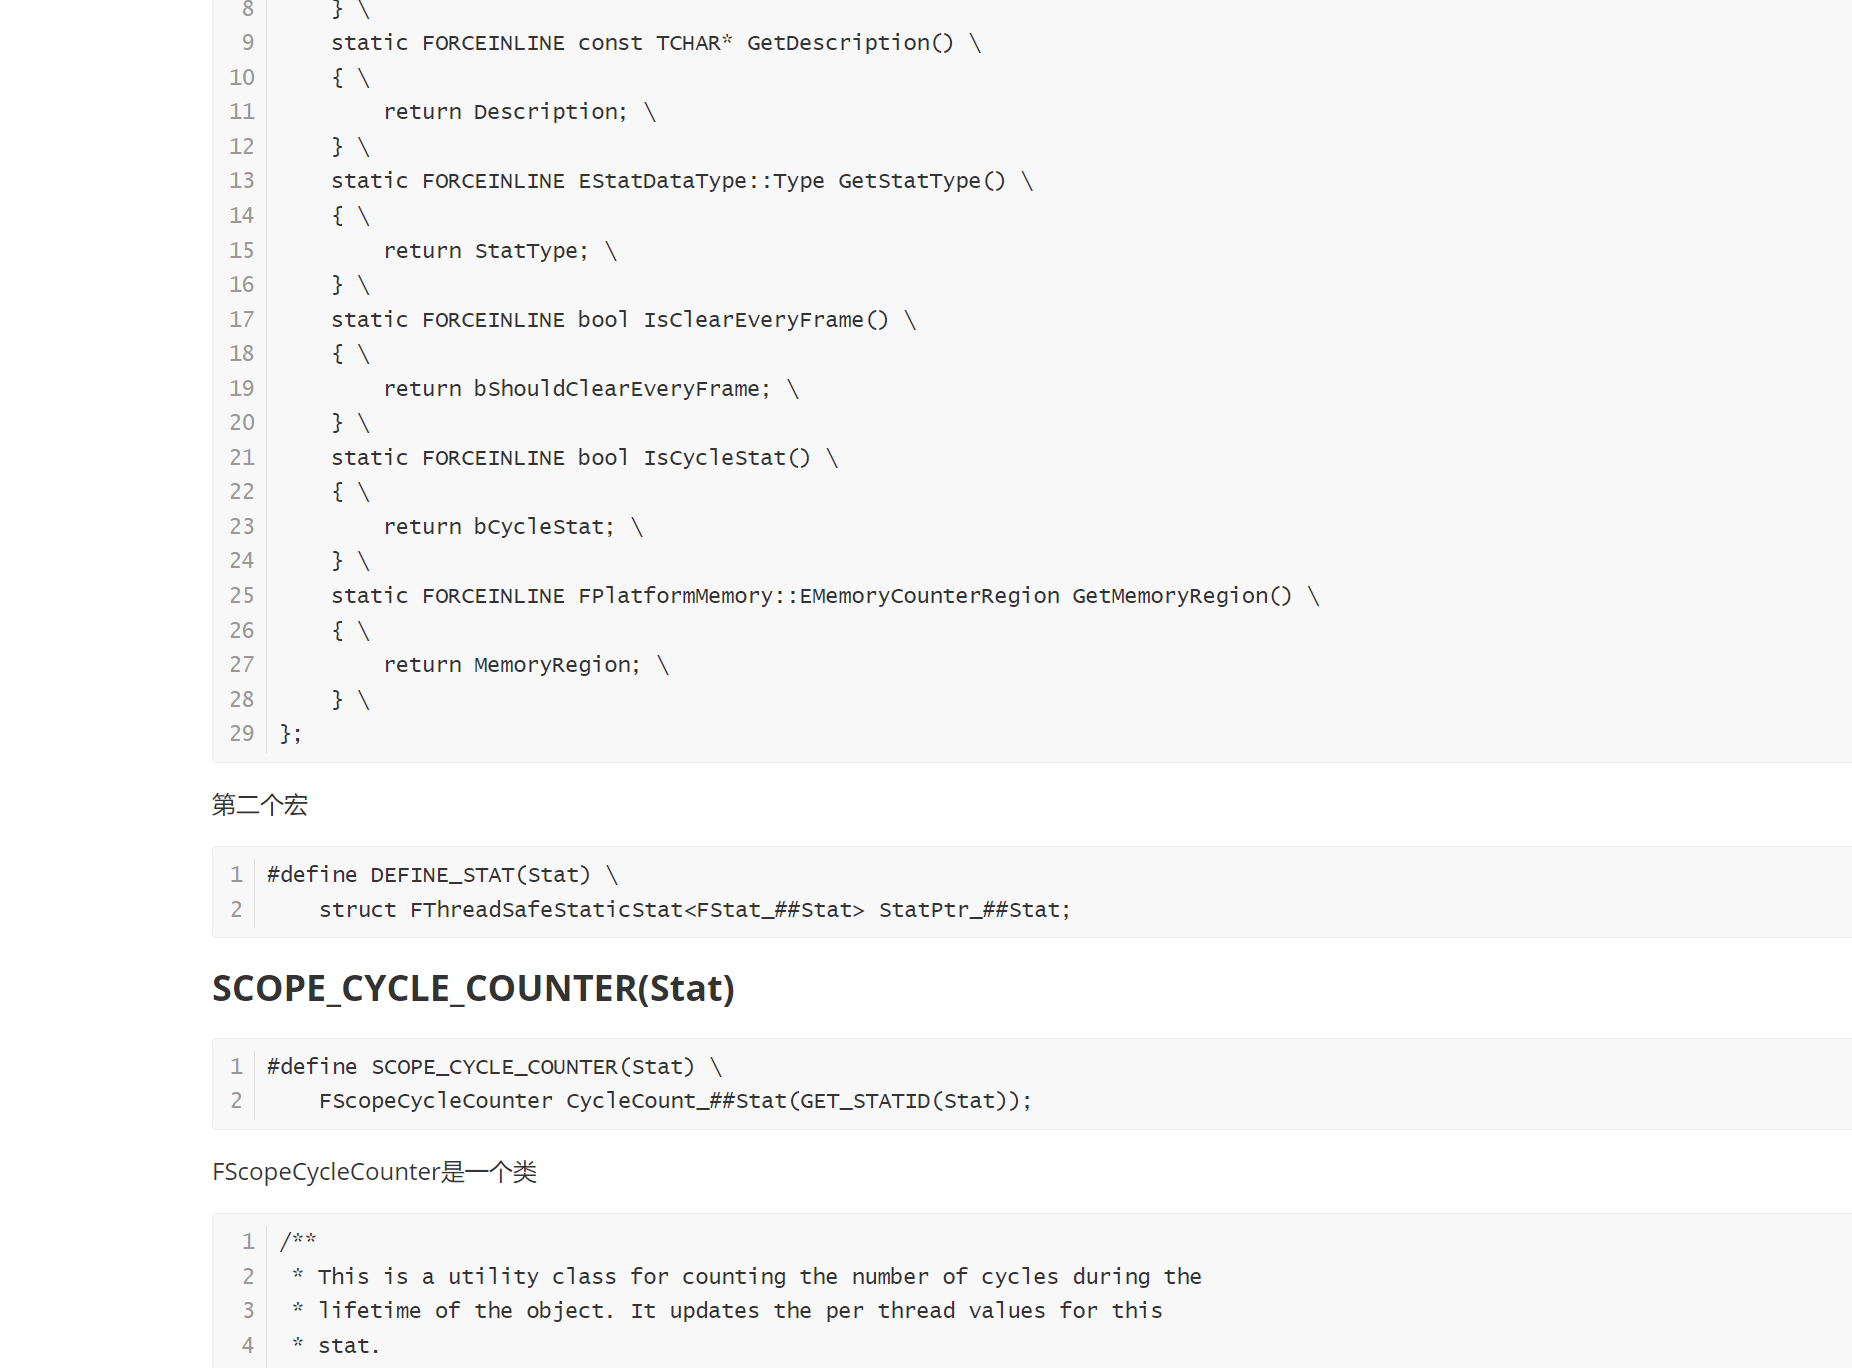 8 } \
9 static FORCEINLINE const TCHAR* GetDescription() \
10 { \
11 return Description; \
12 } \
13 static FORCEINLINE EStatDataType::Type GetStatType() \
14 { \
15 return StatType; \
16 } \
17 static FORCEINLINE bool IsClearEveryFrame() \
18 { \
19 return bShouldClearEveryFrame; \
20 } \
21 static FORCEINLINE bool IsCycleStat() \
22 { \
23 return bCycleStat; \
24 } \
25 static FORCEINLINE FPlatformMemory::EMemoryCounterRegion GetMemoryRegion() \
26 { \
27 return MemoryRegion; \
28 } \
29 };
第二个宏
1 #define DEFINE_STAT(Stat) \
2 struct FThreadSafeStaticStat<FStat_##Stat> StatPtr_##Stat;
SCOPE_CYCLE_COUNTER(Stat)
1 #define SCOPE_CYCLE_COUNTER(Stat) \
2 FScopeCycleCounter CycleCount_##Stat(GET_STATID(Stat));
FScopeCycleCounter是一个类
1 /**
2 * This is a utility class for counting the number of cycles during the
3 * lifetime of the object. It updates the per thread values for this
4 * stat.